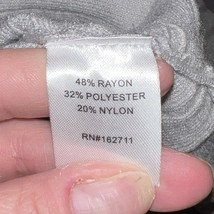 48% RAYON
32% POLYESTER
20% NYLON
RN#162711